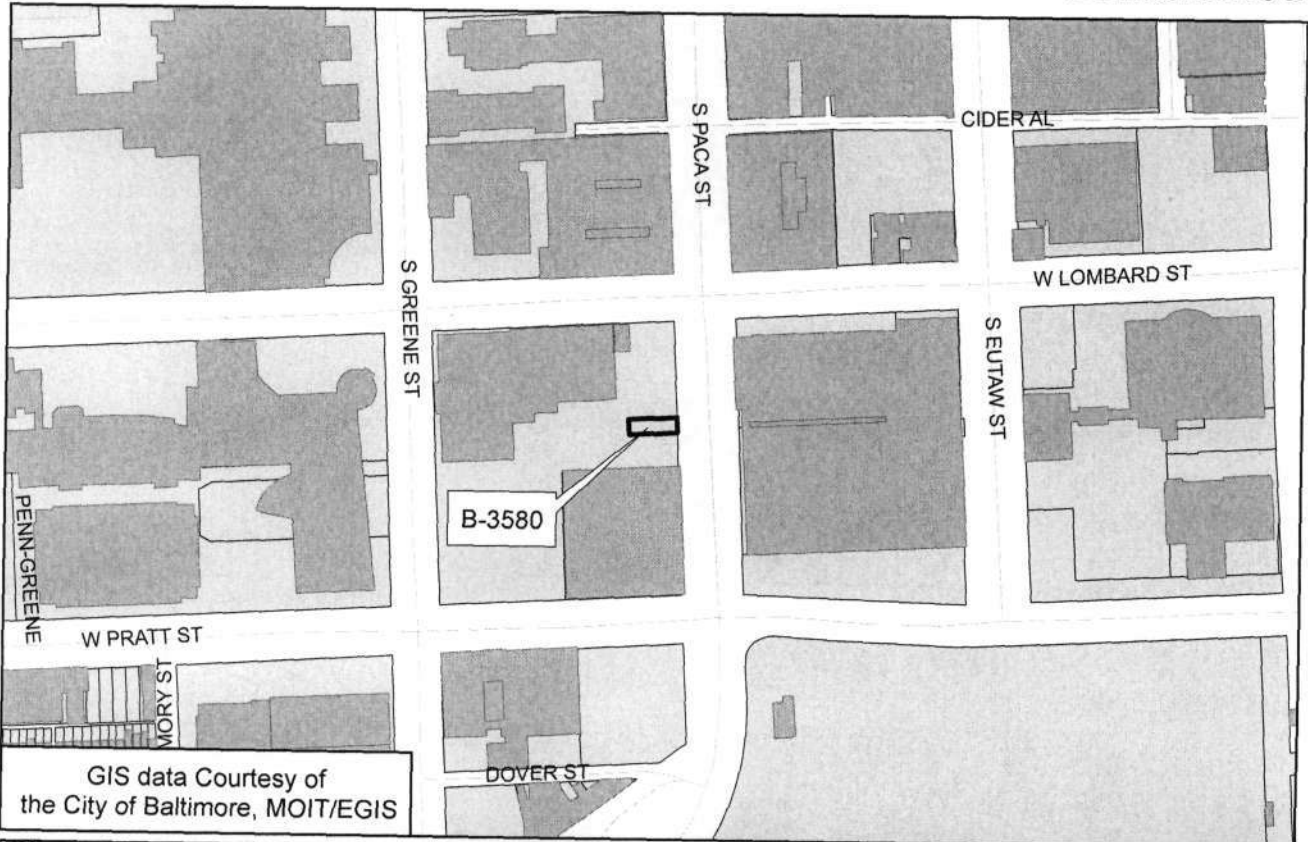 CIDER AL
S PACA ST
W LOMBARD ST
S GREENE ST
S EUTAW ST
B-3580
PENN-GREENE
W PRATT ST
MORY ST
DOVER ST
GIS data Courtesy of
the City of Baltimore, MOIT/EGIS